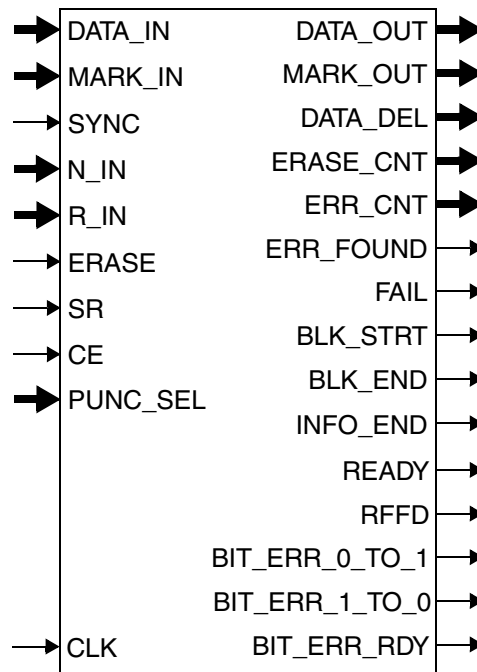 DATA_IN
MARK_IN
SYNC
N_IN
R_IN
ERASE
SR
CE
PUNC_SEL
CLK
DATA_OUT
MARK_OUT
DATA_DEL
ERASE_CNT
ERR_CNT
ERR_FOUND
FAIL
BLK_STRT
BLK_END
INFO_END
READY
RFFD
BIT_ERR_0_TO_1
BIT_ERR_1_TO_0
BIT_ERR_RDY